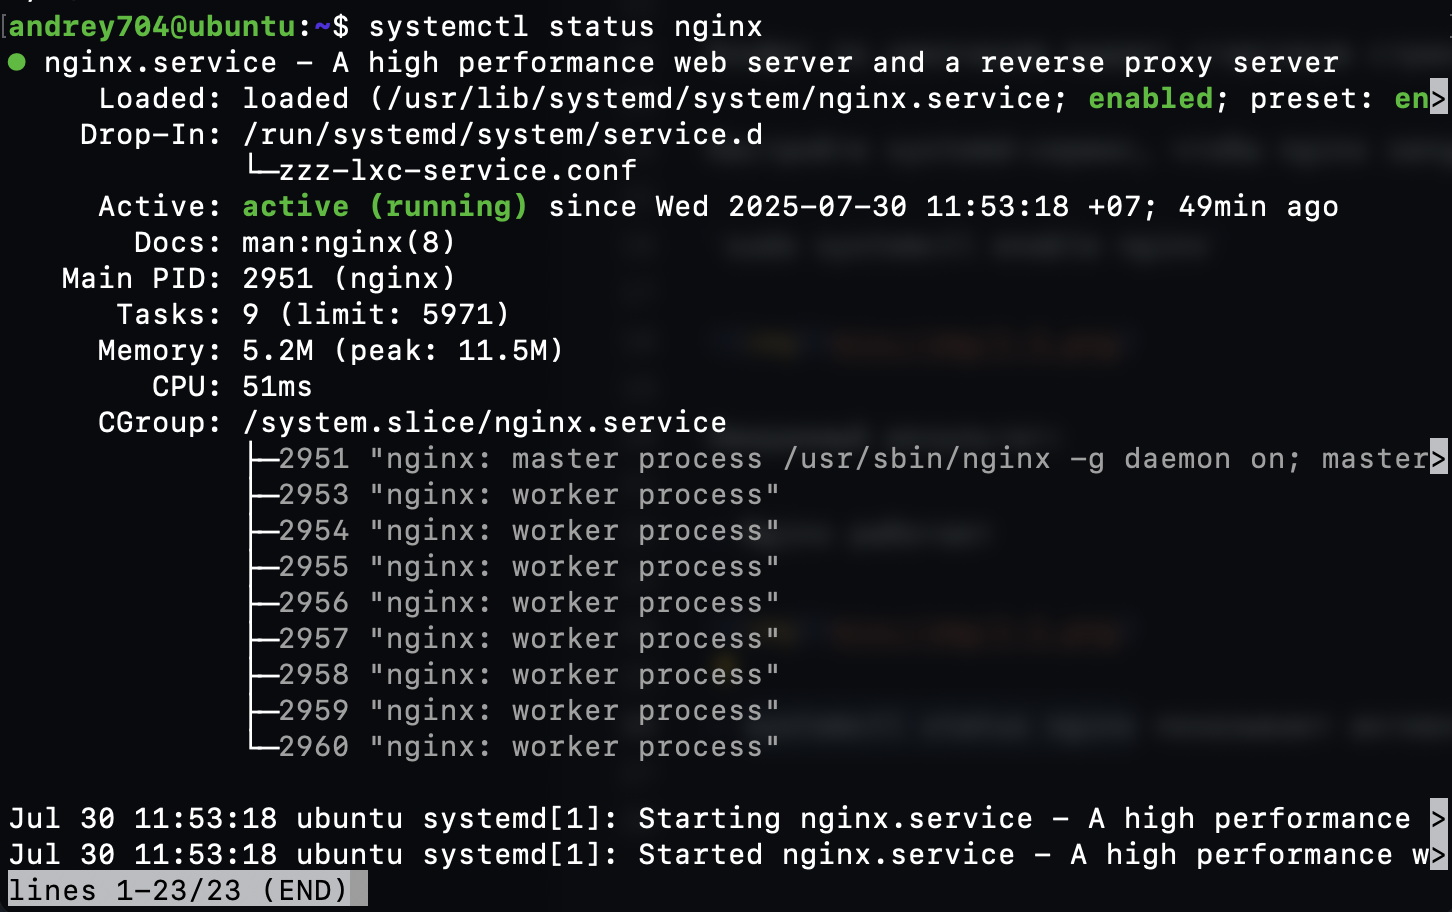 andrey704@ubuntu:~$ systemctl status nginx
● nginx.service – A high performance web server and a reverse proxy server
Loaded: loaded (/usr/lib/systemd/system/nginx.service; enabled; preset: en>
Drop-In: /run/systemd/system/service.d
└─zzz-lxc-service.conf
Active: active (running) since Wed 2025-07-30 11:53:18 +07; 49min ago
Docs: man:nginx(8)
Main PID: 2951 (nginx)
Tasks: 9 (limit: 5971)
Memory: 5.2M (peak: 11.5M)
CPU: 51ms
CGroup: /system.slice/nginx.service
├─2951 "nginx: master process /usr/sbin/nginx -g daemon on; master>
├─2953 "nginx: worker process"
├─2954 "nginx: worker process"
├─2955 "nginx: worker process"
├─2956 "nginx: worker process"
├─2957 "nginx: worker process"
├─2958 "nginx: worker process"
├─2959 "nginx: worker process"
└─2960 "nginx: worker process"
Jul 30 11:53:18 ubuntu systemd[1]: Starting nginx.service – A high performance >
Jul 30 11:53:18 ubuntu systemd[1]: Started nginx.service – A high performance w>
lines 1-23/23 (END)